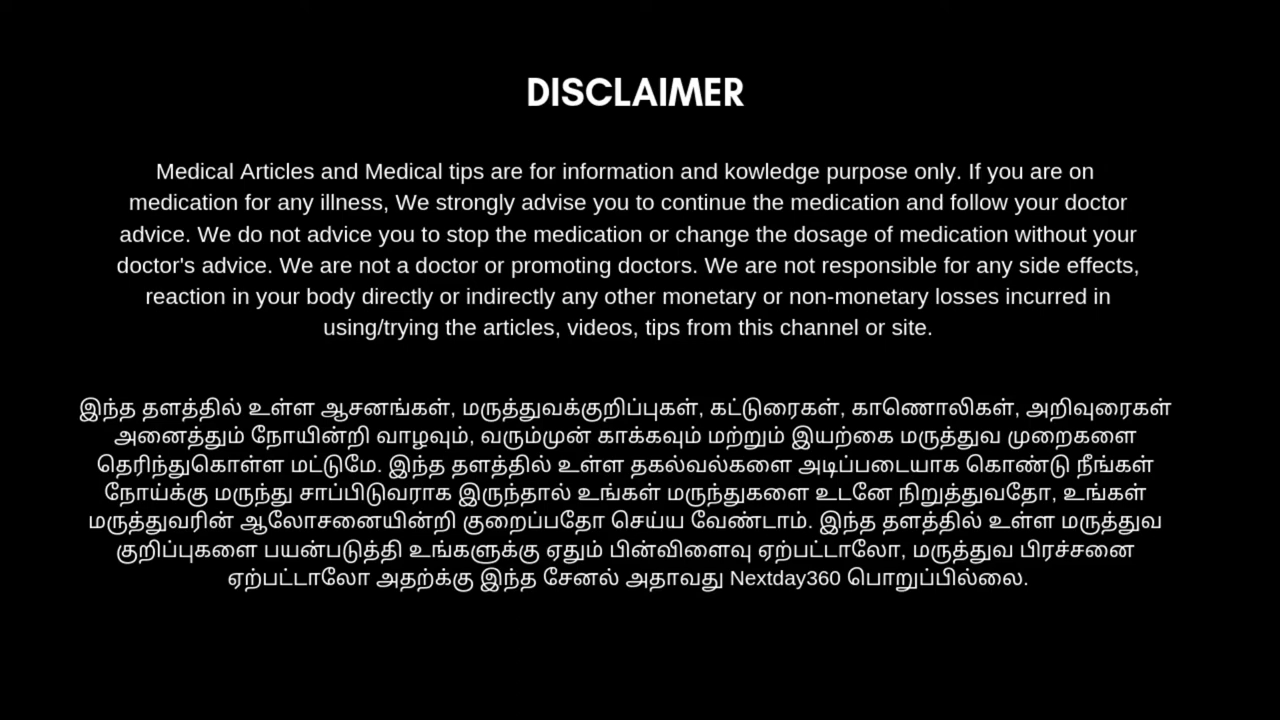 DISCLAIMER
Medical Articles and Medical tips are for information and kowledge purpose only. If you are on
medication for any illness, We strongly advise you to continue the medication and follow your doctor
advice. We do not advice you to stop the medication or change the dosage of medication without your
doctor's advice. We are not a doctor or promoting doctors. We are not responsible for any side effects,
reaction in your body directly or indirectly any other monetary or non-monetary losses incurred in
using/trying the articles, videos, tips from this channel or site.
இந்த தளத்தில் உள்ள ஆசனங்கள், மருத்துவக்குறிப்புகள், கட்டுரைகள், காணொலிகள், அறிவுரைகள்
அனைத்தும் நோயின்றி வாழவும், வரும்முன் காக்கவும் மற்றும் இயற்கை மருத்துவ முறைகளை
தெரிந்துகொள்ள மட்டுமே. இந்த தளத்தில் உள்ள தகல்வல்களை அடிப்படையாக கொண்டு நீங்கள்
நோய்க்கு மருந்து சாப்பிடுவராக இருந்தால் உங்கள் மருந்துகளை உடனே நிறுத்துவதோ, உங்கள்
மருத்துவரின் ஆலோசனையின்றி குறைப்பதோ செய்ய வேண்டாம். இந்த தளத்தில் உள்ள மருத்துவ
குறிப்புகளை பயன்படுத்தி உங்களுக்கு ஏதும் பின்விளைவு ஏற்பட்டாலோ, மருத்துவ பிரச்சனை
ஏற்பட்டாலோ அதற்க்கு இந்த சேனல் அதாவது Nextday360 பொறுப்பில்லை.